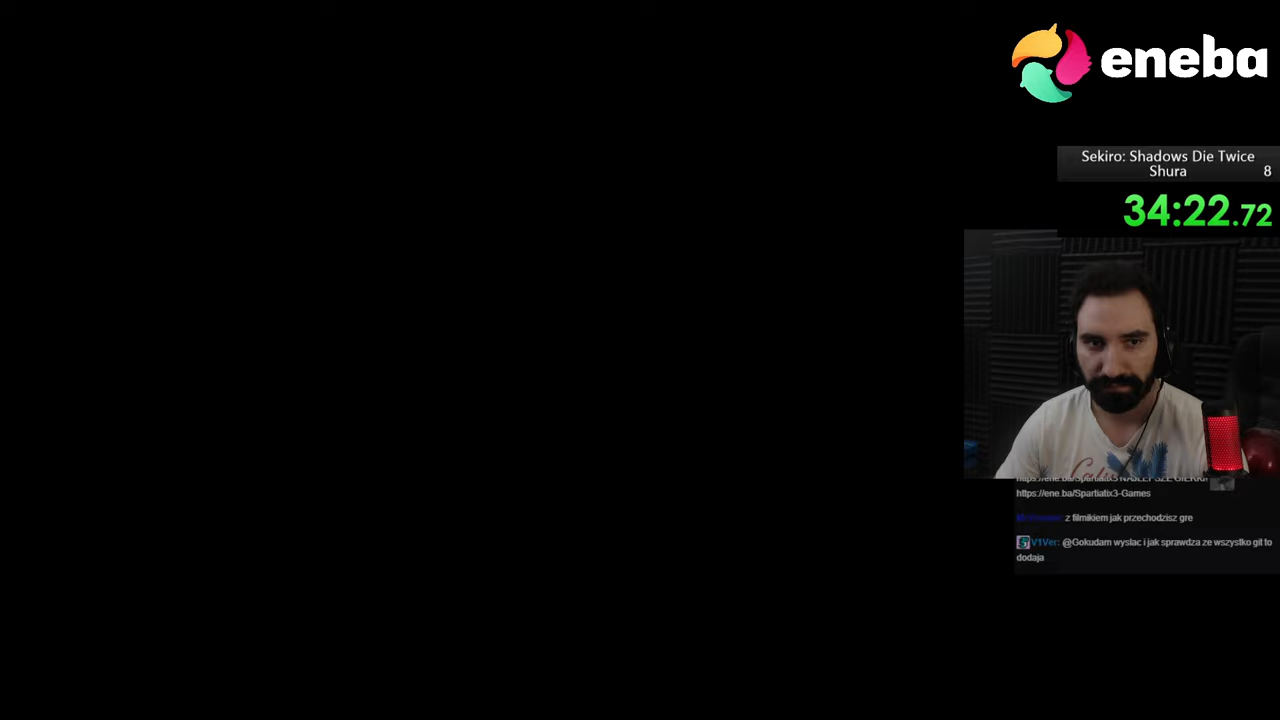 eneba
Sekiro: Shadows Die Twice
Shura 8
34:22.72
https://ene.ba/Spartiatix3-Games
z filmikiem jak przechodzisz gre
V1Ver: @Gokudam wyslac i jak sprawdza ze wszystko git to
dodaja